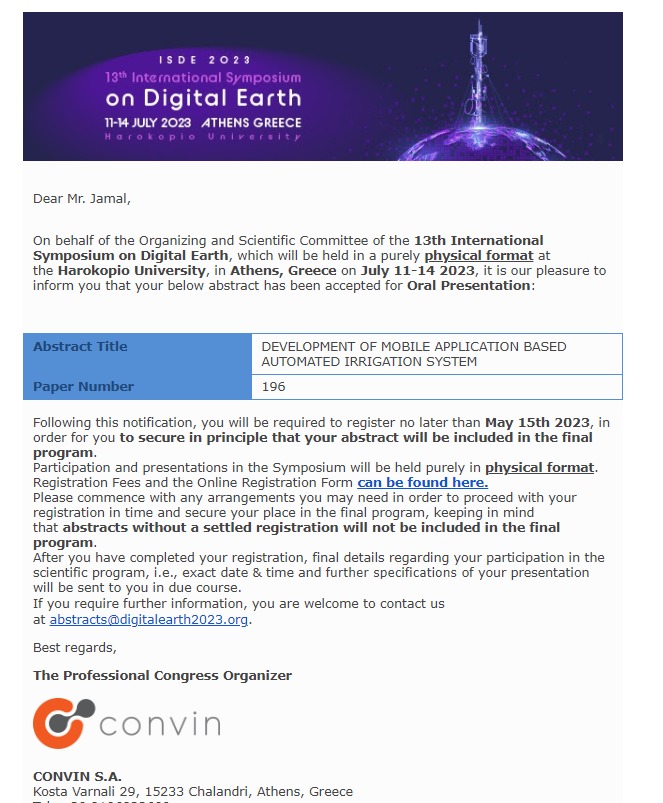 ISDE 2023
13th International Symposium
on Digital Earth
11-14 JULY 2023 ATHENS GREECE
Harokopio University
Dear Mr. Jamal,
On behalf of the Organizing and Scientific Committee of the 13th International
Symposium on Digital Earth, which will be held in a purely physical format at
the Harokopio University, in Athens, Greece on July 11-14 2023, it is our pleasure to
inform you that your below abstract has been accepted for Oral Presentation:
Abstract Title DEVELOPMENT OF MOBILE APPLICATION BASED
AUTOMATED IRRIGATION SYSTEM
Paper Number 196
Following this notification, you will be required to register no later than May 15th 2023, in
order for you to secure in principle that your abstract will be included in the final
program.
Participation and presentations in the Symposium will be held purely in physical format.
Registration Fees and the Online Registration Form can be found here.
Please commence with any arrangements you may need in order to proceed with your
registration in time and secure your place in the final program, keeping in mind
that abstracts without a settled registration will not be included in the final
program.
After you have completed your registration, final details regarding your participation in the
scientific program, i.e., exact date & time and further specifications of your presentation
will be sent to you in due course.
If you require further information, you are welcome to contact us
at abstracts@digitalearth2023.org.
Best regards,
The Professional Congress Organizer
convin
CONVIN S.A.
Kosta Varnali 29, 15233 Chalandri, Athens, Greece